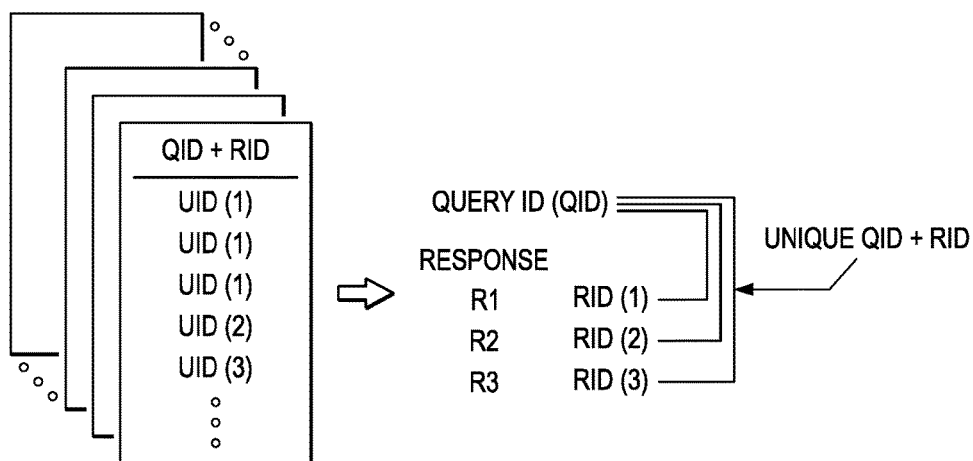 QID + RID
UID (1)
UID (1)
UID (1)
UID (2)
UID (3)
QUERY ID (QID)
RESPONSE
R1 RID (1)
R2 RID (2)
R3 RID (3)
UNIQUE QID + RID